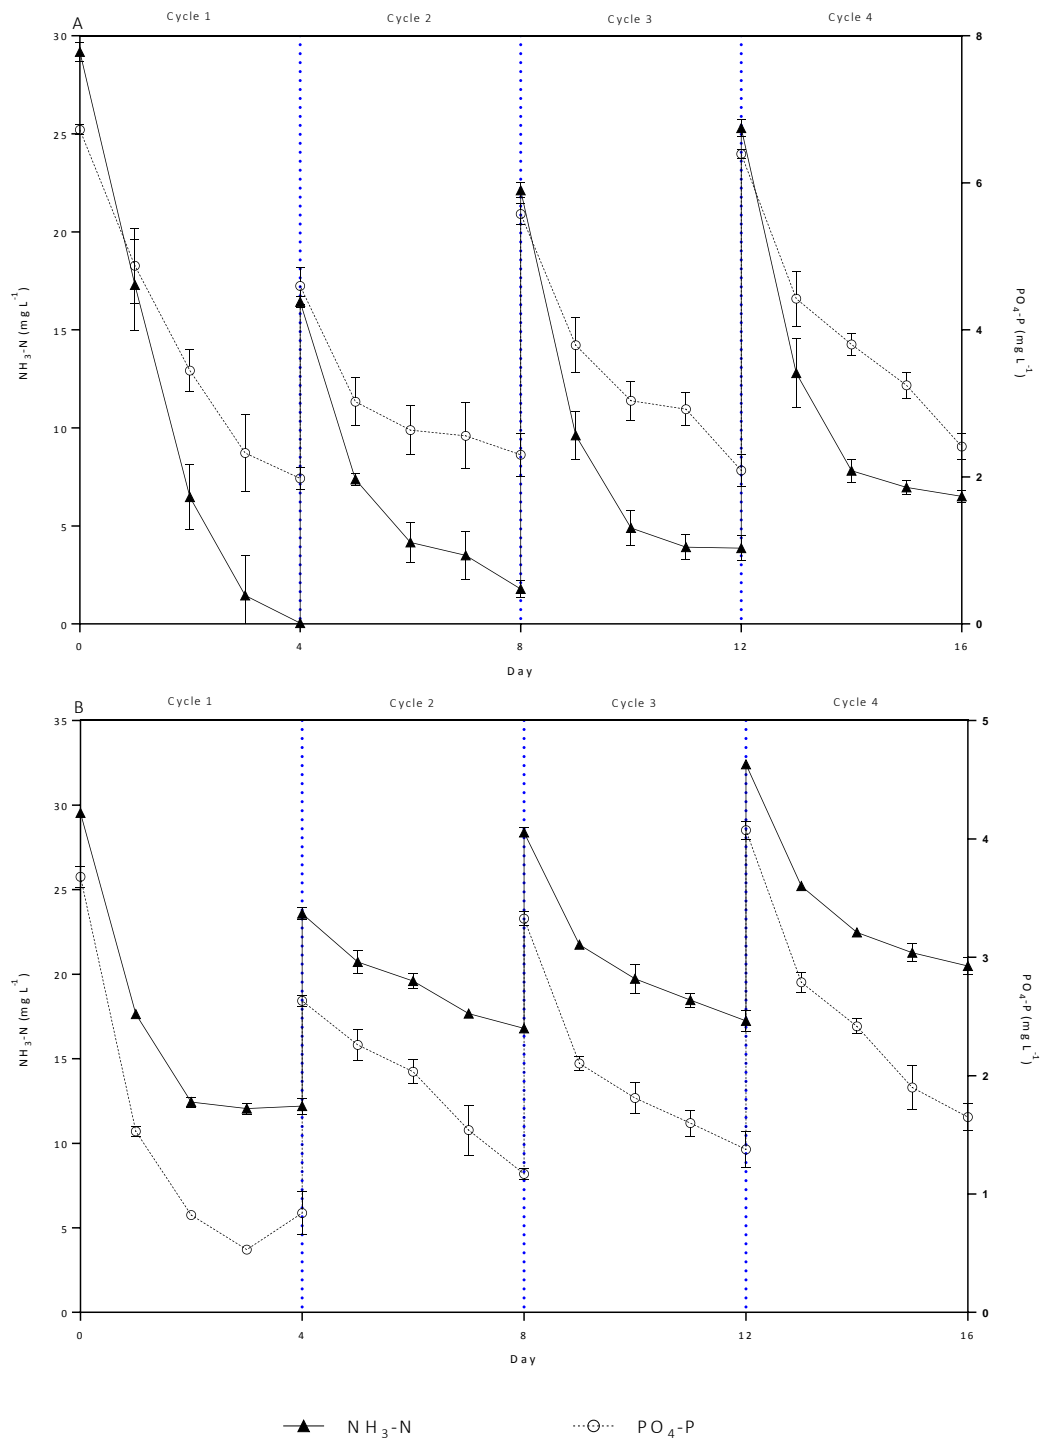 A
Cycle 1 Cycle 2 Cycle 3 Cycle 4
30 8
25
6
20
15 4
10
2
5
0 0
NH3-N (mg L-1)
PO4-P (mg L-1)
0 4 8 12 16
Day
B
Cycle 1 Cycle 2 Cycle 3 Cycle 4
35 5
30
4
25
3
20
15
2
10
1
5
0 0
NH3-N (mg L-1)
PO4-P (mg L-1)
0 4 8 12 16
Day
NH3-N PO4-P